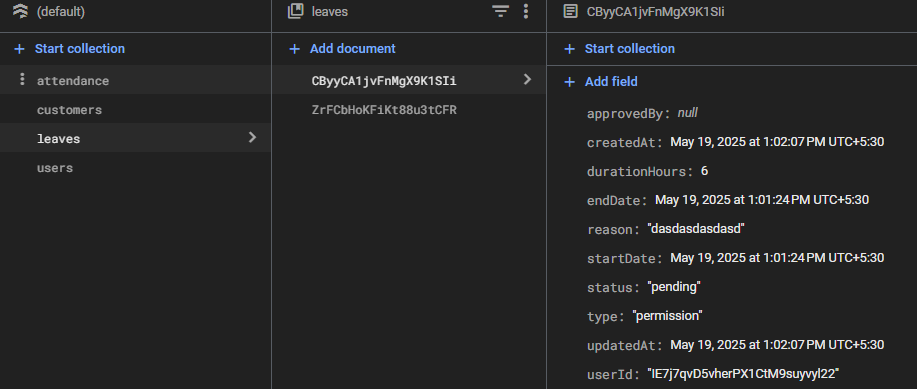 (default)
+ Start collection
attendance
customers
leaves
users
leaves
+ Add document
CByyCA1jvFnMgX9K1SIi
ZrFCbHoKFiKt88u3tCFR
CByyCA1jvFnMgX9K1SIi
+ Start collection
+ Add field
approvedBy: null
createdAt: May 19, 2025 at 1:02:07 PM UTC+5:30
durationHours: 6
endDate: May 19, 2025 at 1:01:24 PM UTC+5:30
reason: "dasdasdasdasd"
startDate: May 19, 2025 at 1:01:24 PM UTC+5:30
status: "pending"
type: "permission"
updatedAt: May 19, 2025 at 1:02:07 PM UTC+5:30
userId: "IE7j7qvD5vherPX1CtM9suyvyl22"